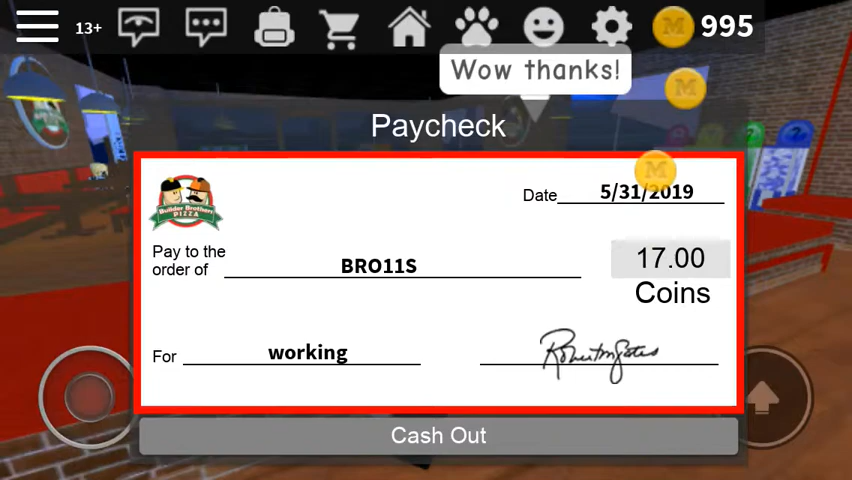 13+
995
Wow thanks!
Paycheck
Builder Brothers
PIZZA
Date 5/31/2019
Pay to the
order of BRO11S
17.00
Coins
For working
Cash Out